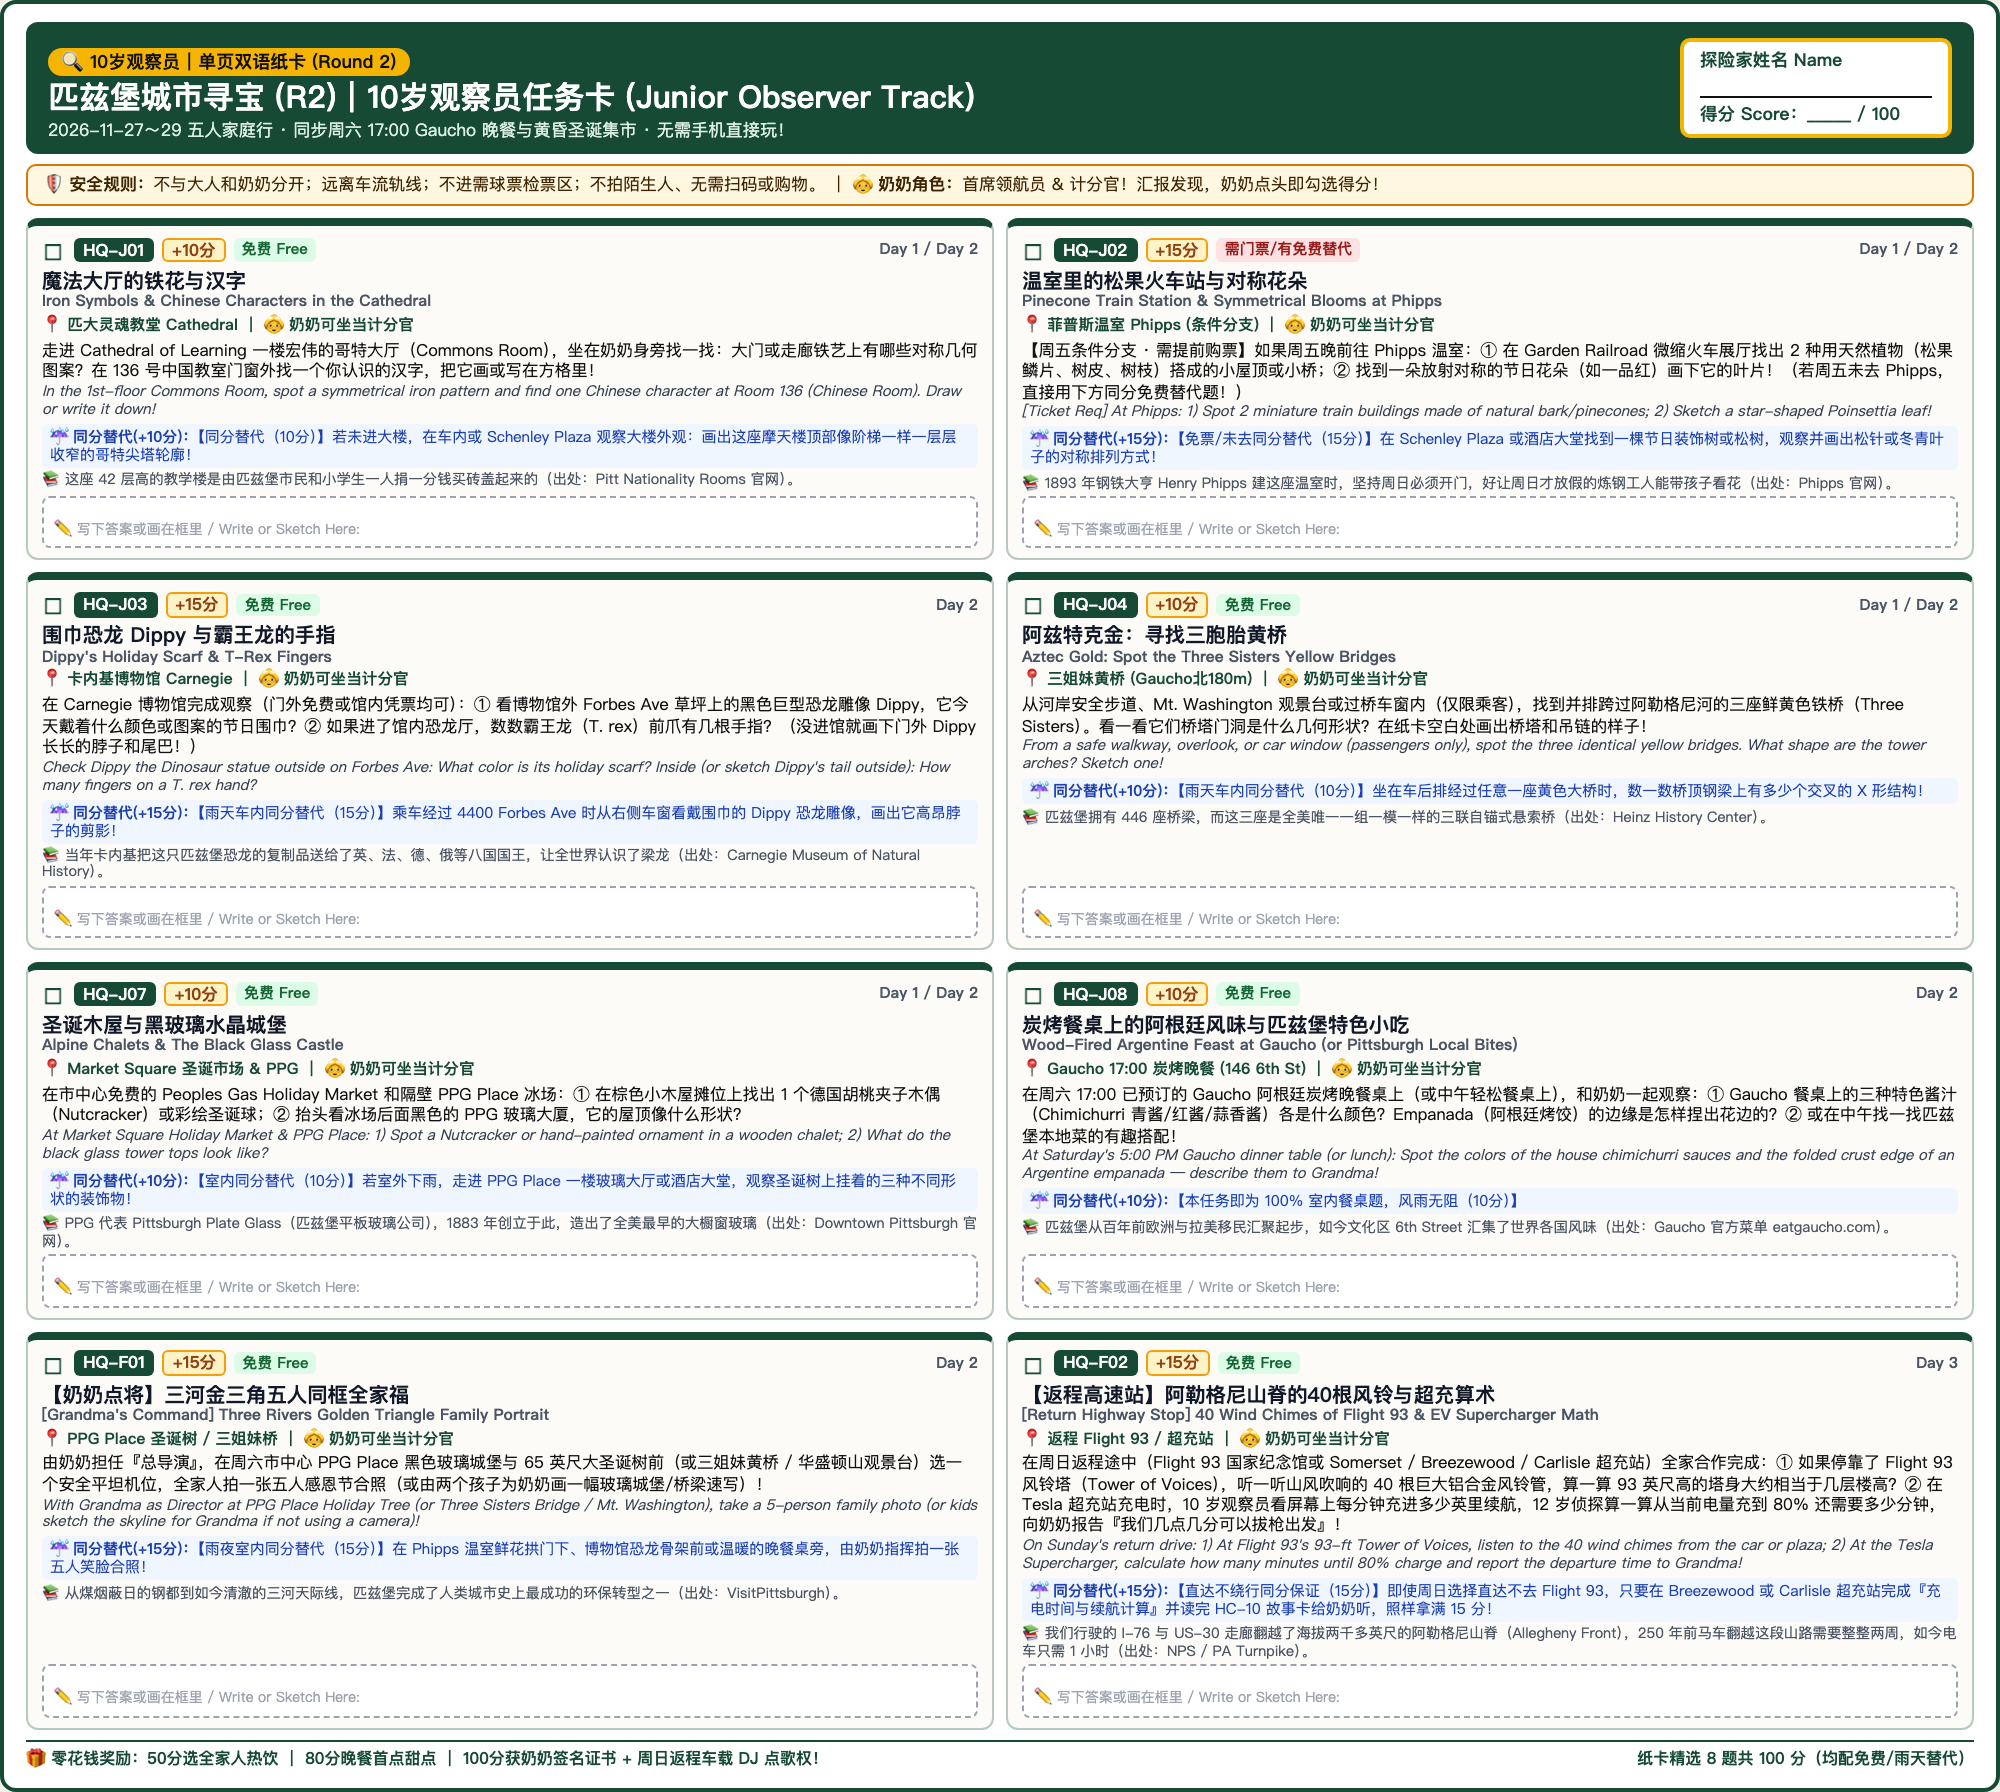 🔍 10岁观察员 | 单页双语纸卡 (Round 2)
匹兹堡城市寻宝 (R2) | 10岁观察员任务卡 (Junior Observer Track)
2026-11-27～29 五人家庭行 · 同步周六 17:00 Gaucho 晚餐与黄昏圣诞集市 · 无需手机直接玩!
探险家姓名 Name
得分 Score: ____ / 100
🛡️ 安全规则: 不与大人和奶奶分开; 远离车流轨线; 不进需球票检票区; 不拍陌生人、无需扫码或购物。 | 👵 奶奶角色: 首席领航员 & 计分官! 汇报发现, 奶奶点头即勾选得分!
☐ HQ-J01 +10分 免费 Free Day 1 / Day 2
魔法大厅的铁花与汉字
Iron Symbols & Chinese Characters in the Cathedral
📍 匹大灵魂教堂 Cathedral | 👵 奶奶可坐当计分官
走进 Cathedral of Learning 一楼宏伟的哥特大厅（Commons Room），坐在奶奶身旁找一找：大门或走廊铁艺上有哪些对称几何
图案？在 136 号中国教室门窗外找一个你认识的汉字，把它画或写在方格里！
In the 1st-floor Commons Room, spot a symmetrical iron pattern and find one Chinese character at Room 136 (Chinese Room). Draw
or write it down!
☔ 同分替代(+10分):【同分替代（10分）】若未进大楼，在车内或 Schenley Plaza 观察大楼外观：画出这座摩天楼顶部像阶梯一样一层层
收窄的哥特尖塔轮廓！
📚 这座 42 层高的教学楼是由匹兹堡市民和小学生一人捐一分钱买砖盖起来的（出处：Pitt Nationality Rooms 官网）。
✏️ 写下答案或画在框里 / Write or Sketch Here:
☐ HQ-J02 +15分 需门票/有免费替代 Day 1 / Day 2
温室里的松果火车站与对称花朵
Pinecone Train Station & Symmetrical Blooms at Phipps
📍 菲普斯温室 Phipps (条件分支) | 👵 奶奶可坐当计分官
【周五条件分支 · 需提前购票】如果周五晚前往 Phipps 温室：① 在 Garden Railroad 微缩火车展厅找出 2 种用天然植物（松果
鳞片、树皮、树枝）搭成的小屋顶或小桥；② 找到一朵放射对称的节日花朵（如一品红）画下它的叶片！（若周五未去 Phipps，
直接用下方同分免费替代题！)
[Ticket Req] At Phipps: 1) Spot 2 miniature train buildings made of natural bark/pinecones; 2) Sketch a star-shaped Poinsettia leaf!
☔ 同分替代(+15分):【免票/未去同分替代（15分）】在 Schenley Plaza 或酒店大堂找到一棵节日装饰树或松树，观察并画出松针或冬青叶
子的对称排列方式！
📚 1893 年钢铁大亨 Henry Phipps 建这座温室时，坚持周日必须开门，好让周日才放假的炼钢工人能带孩子看花（出处：Phipps 官网）。
✏️ 写下答案或画在框里 / Write or Sketch Here:
☐ HQ-J03 +15分 免费 Free Day 2
围巾恐龙 Dippy 与霸王龙的手指
Dippy's Holiday Scarf & T-Rex Fingers
📍 卡内基博物馆 Carnegie | 👵 奶奶可坐当计分官
在 Carnegie 博物馆完成观察（门外免费或馆内凭票均可）：① 看博物馆外 Forbes Ave 草坪上的黑色巨型恐龙雕像 Dippy，它今
天戴着什么颜色或图案的节日围巾？② 如果进了馆内恐龙厅，数数霸王龙（T. rex）前爪有几根手指？（没进馆就画下门外 Dippy
长长的脖子和尾巴！)
Check Dippy the Dinosaur statue outside on Forbes Ave: What color is its holiday scarf? Inside (or sketch Dippy's tail outside): How
many fingers on a T. rex hand?
☔ 同分替代(+15分):【雨天车内同分替代（15分）】乘车经过 4400 Forbes Ave 时从右侧车窗看戴围巾的 Dippy 恐龙雕像，画出它高昂脖
子的剪影！
📚 当年卡内基把这只匹兹堡恐龙的复制品送给了英、法、德、俄等八国国王，让全世界认识了梁龙（出处：Carnegie Museum of Natural
History)。
✏️ 写下答案或画在框里 / Write or Sketch Here:
☐ HQ-J04 +10分 免费 Free Day 1 / Day 2
阿兹特克金：寻找三胞胎黄桥
Aztec Gold: Spot the Three Sisters Yellow Bridges
📍 三姐妹黄桥 (Gaucho北180m) | 👵 奶奶可坐当计分官
从河岸安全步道、Mt. Washington 观景台或过桥车窗内（仅限乘客），找到并排跨过阿勒格尼河的三座鲜黄色铁桥（Three
Sisters)。看一看它们桥塔门洞是什么几何形状？在纸卡空白处画出桥塔和吊链的样子！
From a safe walkway, overlook, or car window (passengers only), spot the three identical yellow bridges. What shape are the tower
arches? Sketch one!
☔ 同分替代(+10分):【雨天车内同分替代（10分）】坐在车后排经过任意一座黄色大桥时，数一数桥顶钢梁上有多少个交叉的 X 形结构！
📚 匹兹堡拥有 446 座桥梁，而这三座是全美唯一一组一模一样的三联自锚式悬索桥（出处：Heinz History Center)。
✏️ 写下答案或画在框里 / Write or Sketch Here:
☐ HQ-J07 +10分 免费 Free Day 1 / Day 2
圣诞木屋与黑玻璃水晶城堡
Alpine Chalets & The Black Glass Castle
📍 Market Square 圣诞市场 & PPG | 👵 奶奶可坐当计分官
在市中心免费的 Peoples Gas Holiday Market 和隔壁 PPG Place 冰场：① 在棕色小木屋摊位上找出 1 个德国胡桃夹子木偶
（Nutcracker）或彩绘圣诞球；② 抬头看冰场后面黑色的 PPG 玻璃大厦，它的屋顶像什么形状？
At Market Square Holiday Market & PPG Place: 1) Spot a Nutcracker or hand-painted ornament in a wooden chalet; 2) What do the
black glass tower tops look like?
☔ 同分替代(+10分):【室内同分替代（10分）】若室外下雨，走进 PPG Place 一楼玻璃大厅或酒店大堂，观察圣诞树上挂着的三种不同形
状的装饰物！
📚 PPG 代表 Pittsburgh Plate Glass（匹兹堡平板玻璃公司），1883 年创立于此，造出了全美最早的大橱窗玻璃（出处：Downtown Pittsburgh 官
网）。
✏️ 写下答案或画在框里 / Write or Sketch Here:
☐ HQ-J08 +10分 免费 Free Day 2
炭烤餐桌上的阿根廷风味与匹兹堡特色小吃
Wood-Fired Argentine Feast at Gaucho (or Pittsburgh Local Bites)
📍 Gaucho 17:00 炭烤晚餐 (146 6th St) | 👵 奶奶可坐当计分官
在周六 17:00 已预订的 Gaucho 阿根廷炭烤晚餐桌上（或中午轻松餐桌上），和奶奶一起观察：① Gaucho 餐桌上的三种特色酱汁
（Chimichurri 青酱/红酱/蒜香酱）各是什么颜色？Empanada（阿根廷烤饺）的边缘是怎样捏出花边的？② 或在中午找一找匹兹
堡本地菜的有趣搭配！
At Saturday's 5:00 PM Gaucho dinner table (or lunch): Spot the colors of the house chimichurri sauces and the folded crust edge of an
Argentine empanada — describe them to Grandma!
☔ 同分替代(+10分):【本任务即为 100% 室内餐桌题，风雨无阻（10分）】
📚 匹兹堡从百年前欧洲与拉美移民汇聚起步，如今文化区 6th Street 汇集了世界各国风味（出处：Gaucho 官方菜单 eatgaucho.com)。
✏️ 写下答案或画在框里 / Write or Sketch Here:
☐ HQ-F01 +15分 免费 Free Day 2
【奶奶点将】三河金三角五人同框全家福
[Grandma's Command] Three Rivers Golden Triangle Family Portrait
📍 PPG Place 圣诞树 / 三姐妹桥 | 👵 奶奶可坐当计分官
由奶奶担任『总导演』，在周六市中心 PPG Place 黑色玻璃城堡与 65 英尺大圣诞树前（或三姐妹黄桥 / 华盛顿山观景台）选一
个安全平坦机位，全家人拍一张五人感恩节合照（或由两个孩子为奶奶画一幅玻璃城堡/桥梁速写）！
With Grandma as Director at PPG Place Holiday Tree (or Three Sisters Bridge / Mt. Washington), take a 5-person family photo (or kids
sketch the skyline for Grandma if not using a camera)!
☔ 同分替代(+15分):【雨夜室内同分替代（15分）】在 Phipps 温室鲜花拱门下、博物馆恐龙骨架前或温暖的晚餐桌旁，由奶奶指挥拍一张
五人笑脸合照！
📚 从煤烟蔽日的钢都到如今清澈的三河天际线，匹兹堡完成了人类城市史上最成功的环保转型之一（出处：VisitPittsburgh)。
✏️ 写下答案或画在框里 / Write or Sketch Here:
☐ HQ-F02 +15分 免费 Free Day 3
【返程高速站】阿勒格尼山脊的40根风铃与超充算术
[Return Highway Stop] 40 Wind Chimes of Flight 93 & EV Supercharger Math
📍 返程 Flight 93 / 超充站 | 👵 奶奶可坐当计分官
在周日返程途中（Flight 93 国家纪念馆或 Somerset / Breezewood / Carlisle 超充站）全家合作完成：① 如果停靠了 Flight 93
风铃塔（Tower of Voices），听一听山风吹响的 40 根巨大铝合金风铃管，算一算 93 英尺高的塔身大约相当于几层楼高？② 在
Tesla 超充站充电时，10 岁观察员看屏幕上每分钟充进多少英里续航，12 岁侦探算一算从当前电量充到 80% 还需要多少分钟，
向奶奶报告『我们几点几分可以拔枪出发』！
On Sunday's return drive: 1) At Flight 93's 93-ft Tower of Voices, listen to the 40 wind chimes from the car or plaza; 2) At the Tesla
Supercharger, calculate how many minutes until 80% charge and report the departure time to Grandma!
☔ 同分替代(+15分):【直达不绕行同分保证（15分）】即使周日选择直达不去 Flight 93，只要在 Breezewood 或 Carlisle 超充站完成『充
电时间与续航计算』并读完 HC-10 故事卡给奶奶听，照样拿满 15 分！
📚 我们行驶的 I-76 与 US-30 走廊翻越了海拔两千多英尺的阿勒格尼山脊（Allegheny Front），250 年前马车翻越这段山路需要整整两周，如今电
车只需 1 小时（出处：NPS / PA Turnpike)。
✏️ 写下答案或画在框里 / Write or Sketch Here:
🎁 零花钱奖励：50分选全家人热饮 | 80分晚餐首点甜点 | 100分获奶奶签名证书 + 周日返程车载 DJ 点歌权！
纸卡精选 8 题共 100 分（均配免费/雨天替代）